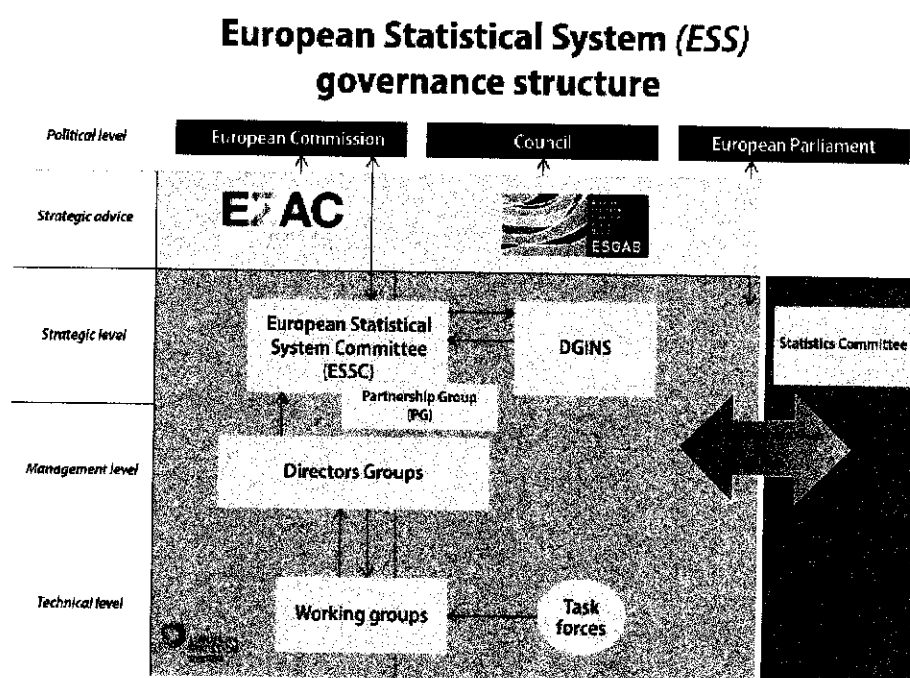 European Statistical System (ESS)
governance structure
Political level
European Commission
Council
European Parliament
Strategic advice
AC
ESGAB
Strategic level
European Statistical
System Committee
(ESSC)
DGINS
Statistics Committee
Partnership Group
(PG)
Management level
Directors Groups
Technical level
Working groups
Task
forces